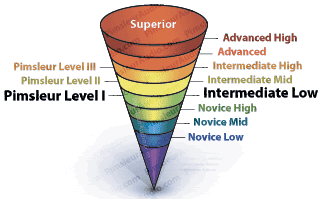 Superior
Advanced High
Advanced
Pimsleur Level III
Intermediate High
Pimsleur Level II
Intermediate Mid
Pimsleur Level I
Intermediate Low
Novice High
Novice Mid
Novice Low